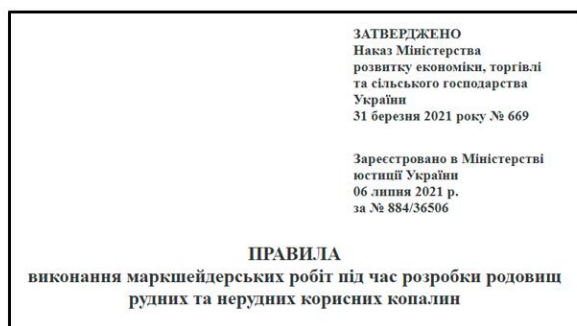 ЗАТВЕРДЖЕНО
Наказ Міністерства
розвитку економіки, торгівлі
та сільського господарства
України
31 березня 2021 року № 669
Зареєстровано в Міністерстві
юстиції України
06 липня 2021 р.
за № 884/36506
ПРАВИЛА
виконання маркшейдерських робіт під час розробки родовищ
рудних та нерудних корисних копалин